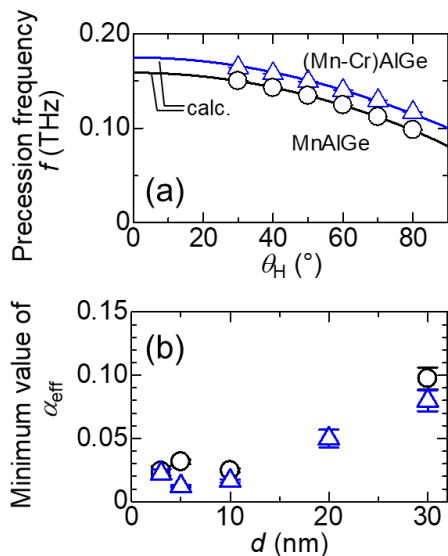 Precession frequency
f (THz)
0.20
0.10
0
(Mn-Cr)AlGe
calc.
MnAlGe
(a)
0 20 40 60 80
θH (°)
Minimum value of
αeff
0.15
0.10
0.05
0
(b)
0 10 20 30
d (nm)